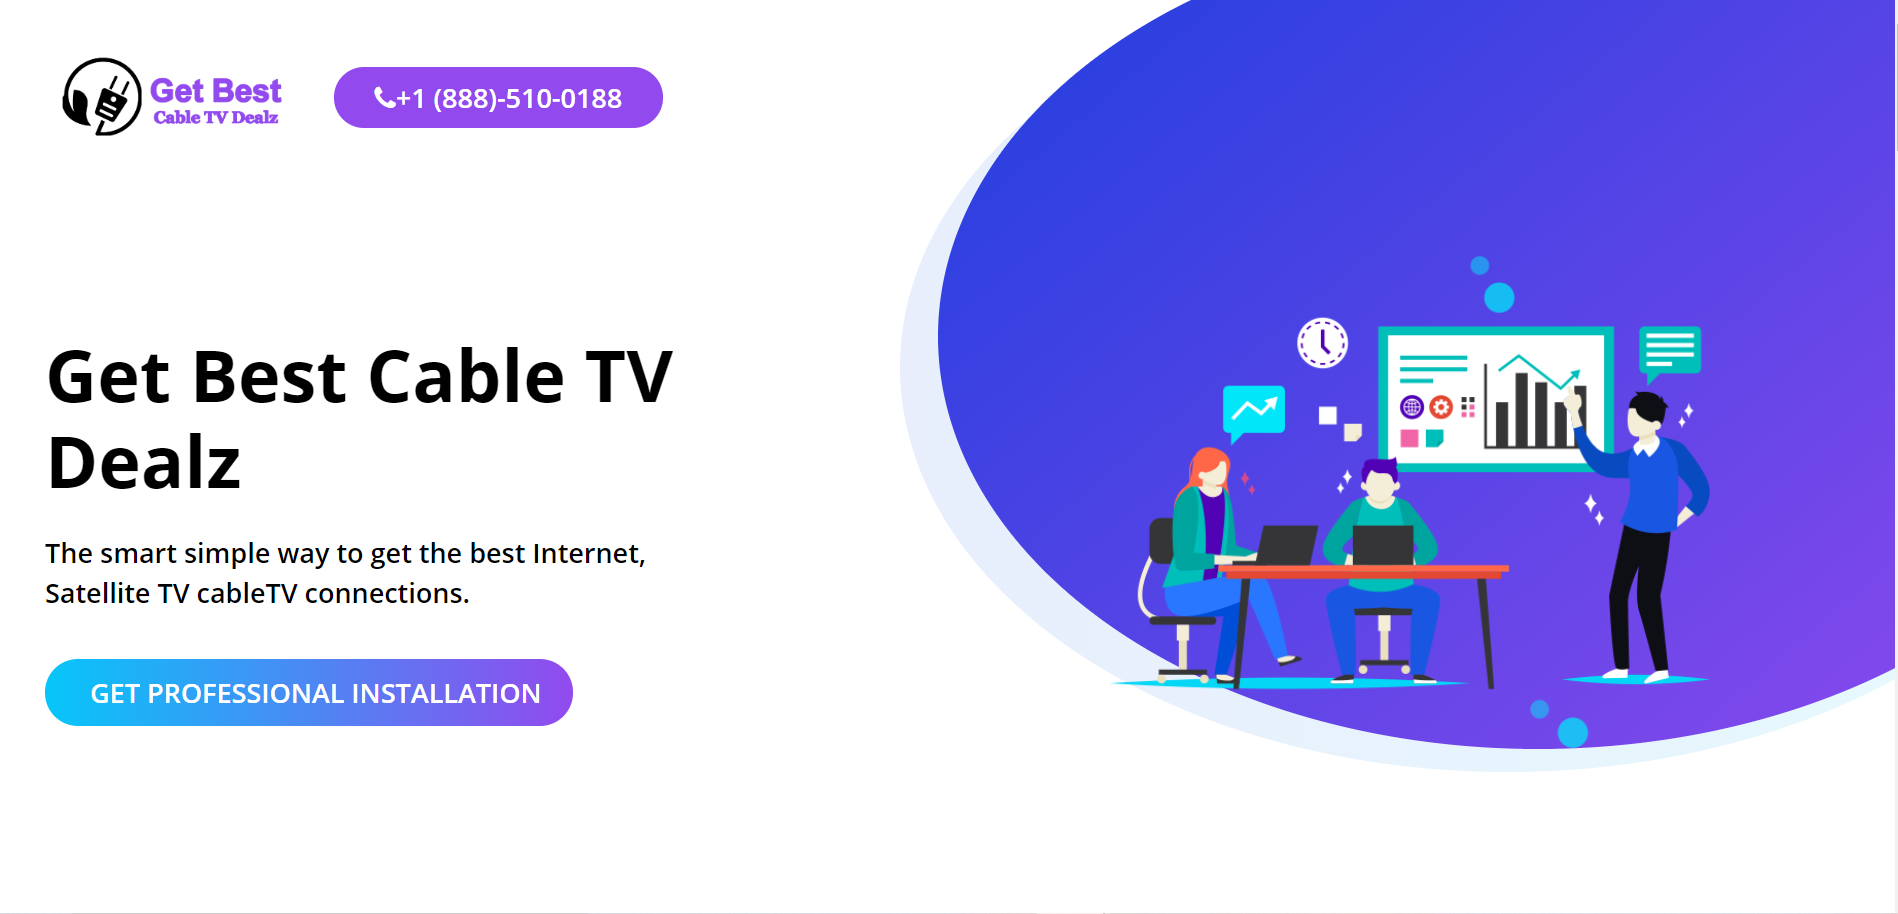 Get Best
Cable TV Dealz
+1 (888)-510-0188
Get Best Cable TV
Dealz
The smart simple way to get the best Internet,
Satellite TV cableTV connections.
GET PROFESSIONAL INSTALLATION